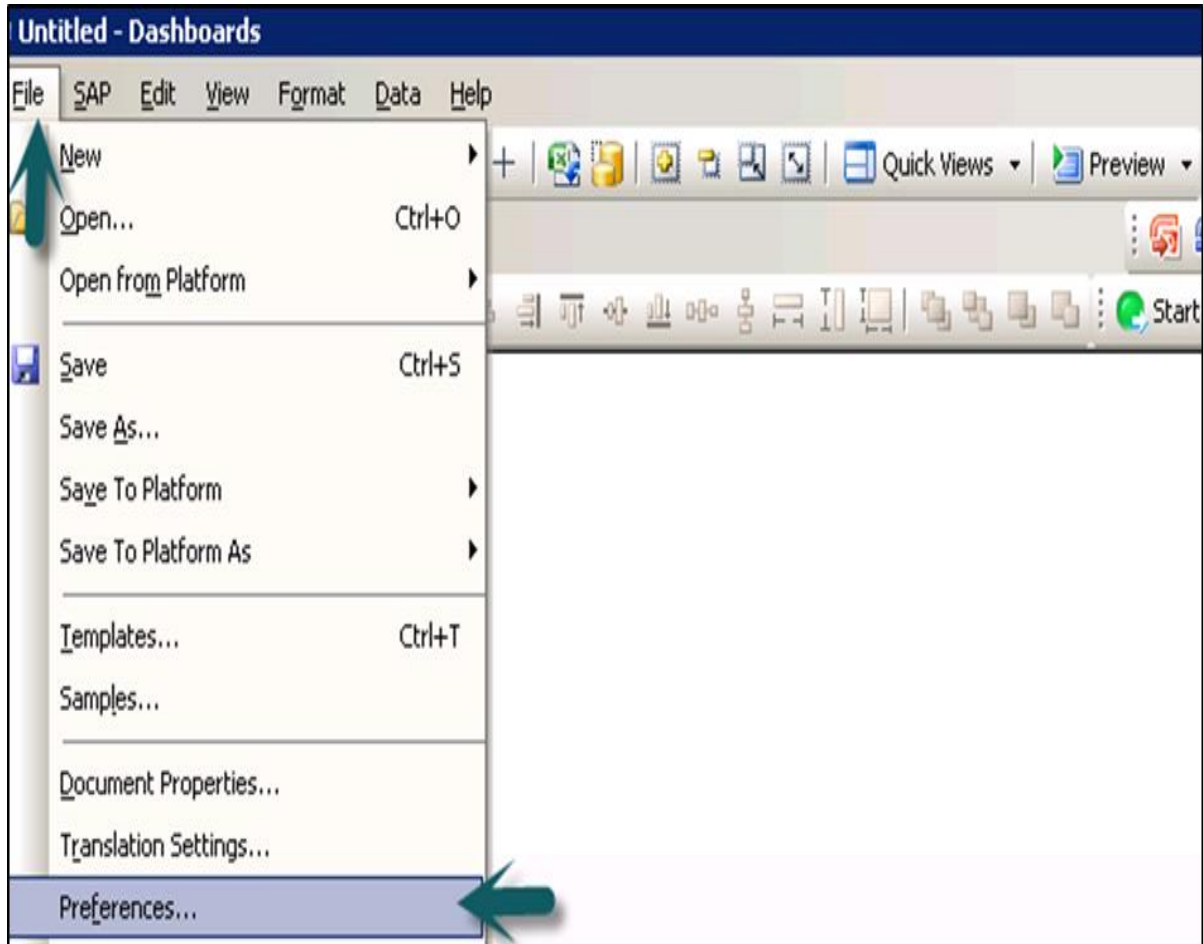 Untitled - Dashboards
File SAP Edit View Format Data Help
New
Quick Views Preview
Open... Ctrl+O
Open from Platform
Start
Save Ctrl+S
Save As...
Save To Platform
Save To Platform As
Templates... Ctrl+T
Samples...
Document Properties...
Translation Settings...
Preferences...